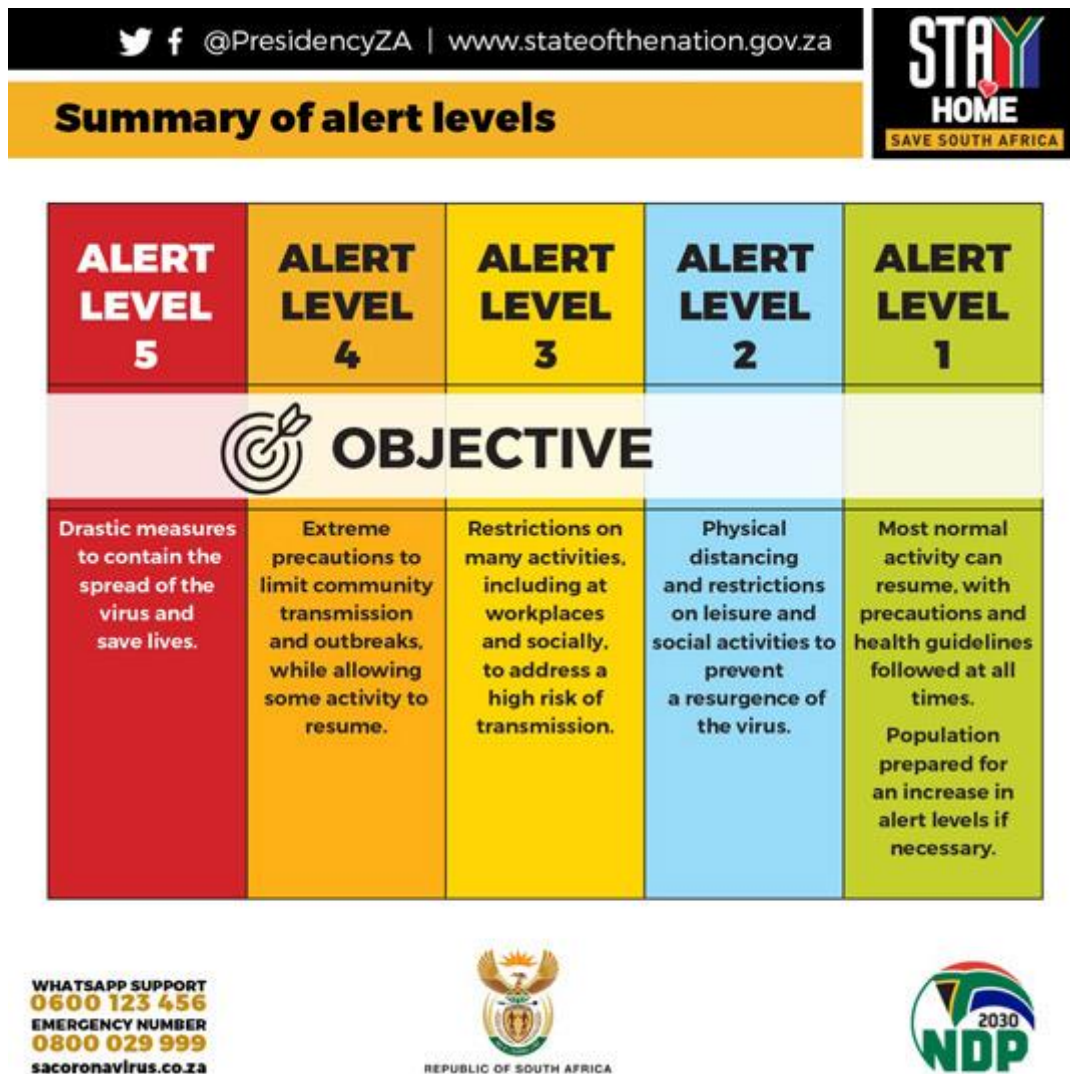 @PresidencyZA | www.stateofthenation.gov.za
STAY
HOME
SAVE SOUTH AFRICA
Summary of alert levels
ALERT
LEVEL
5
ALERT
LEVEL
4
ALERT
LEVEL
3
ALERT
LEVEL
2
ALERT
LEVEL
1
OBJECTIVE
Drastic measures
to contain the
spread of the
virus and
save lives.
Extreme
precautions to
limit community
transmission
and outbreaks,
while allowing
some activity to
resume.
Restrictions on
many activities,
including at
workplaces
and socially,
to address a
high risk of
transmission.
Physical
distancing
and restrictions
on leisure and
social activities to
prevent
a resurgence of
the virus.
Most normal
activity can
resume, with
precautions and
health guidelines
followed at all
times.
Population
prepared for
an increase in
alert levels if
necessary.
WHATSAPP SUPPORT
0600 123 456
EMERGENCY NUMBER
0800 029 999
sacoronavirus.co.za
REPUBLIC OF SOUTH AFRICA
2030
NDP